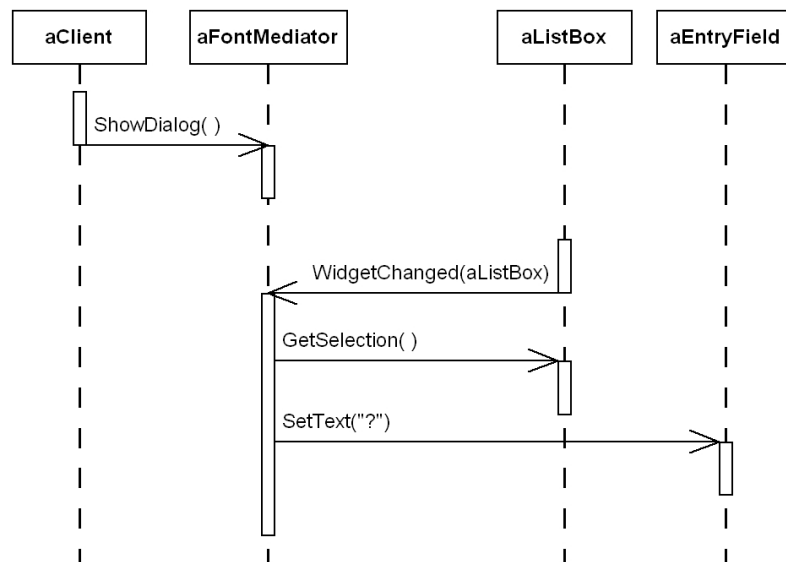 aClient
aFontMediator
aListBox
aEntryField
ShowDialog( )
WidgetChanged(aListBox)
GetSelection( )
SetText("?")